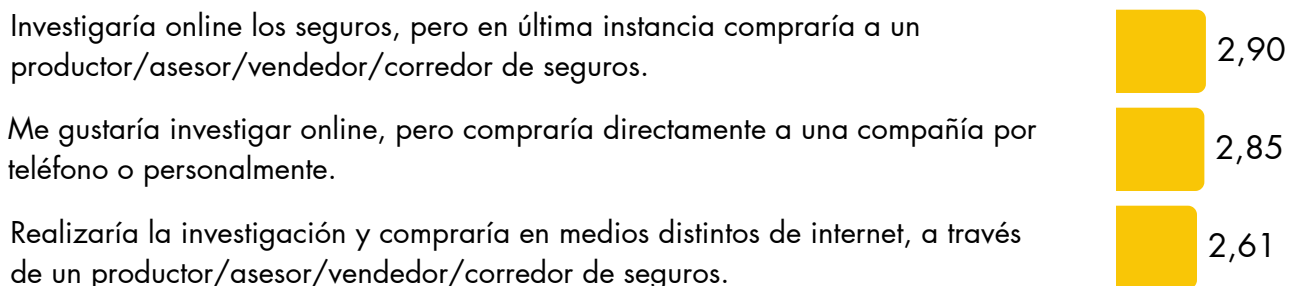 Investigaría online los seguros, pero en última instancia compraría a un
productor/asesor/vendedor/corredor de seguros.
2,90
Me gustaría investigar online, pero compraría directamente a una compañía por
teléfono o personalmente.
2,85
Realizaría la investigación y compraría en medios distintos de internet, a través
de un productor/asesor/vendedor/corredor de seguros.
2,61